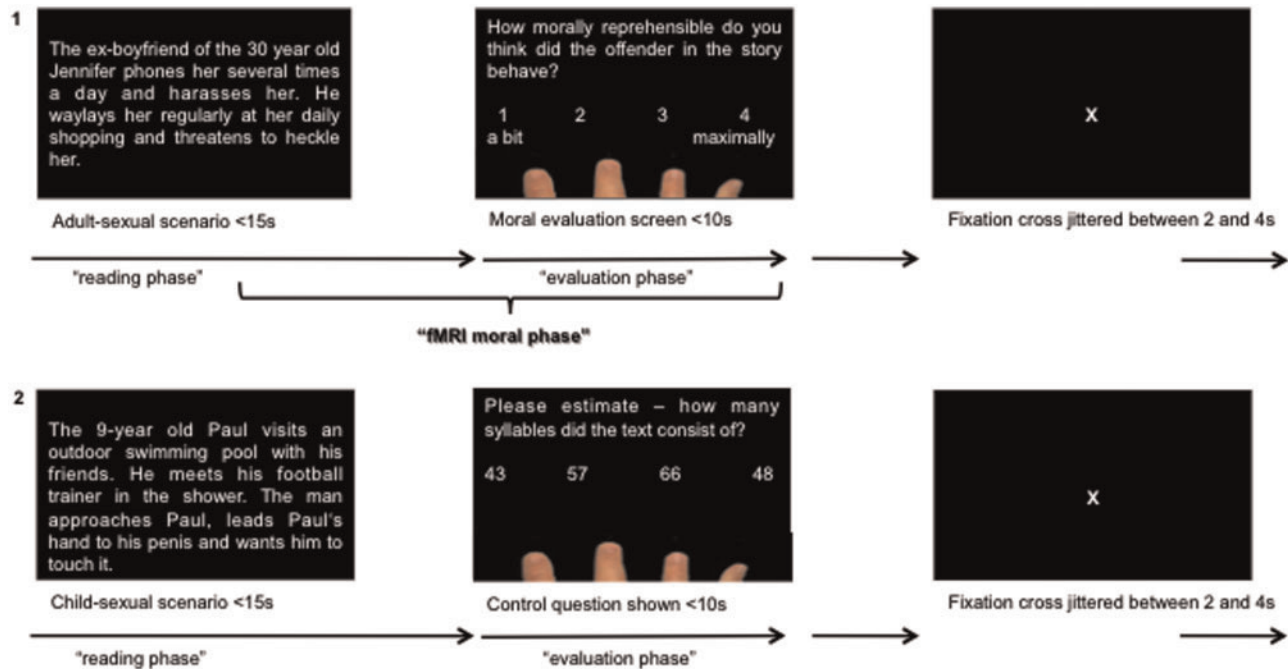 1
The ex-boyfriend of the 30 year old
Jennifer phones her several times
a day and harasses her. He
waylays her regularly at her daily
shopping and threatens to heckle
her.
How morally reprehensible do you
think did the offender in the story
behave?
1 2 3 4
a bit maximally
X
Adult-sexual scenario <15s
Moral evaluation screen <10s
Fixation cross jittered between 2 and 4s
"reading phase"
"evaluation phase"
"fMRI moral phase"
2
The 9-year old Paul visits an
outdoor swimming pool with his
friends. He meets his football
trainer in the shower. The man
approaches Paul, leads Paul's
hand to his penis and wants him to
touch it.
Please estimate – how many
syllables did the text consist of?
43 57 66 48
X
Child-sexual scenario <15s
Control question shown <10s
Fixation cross jittered between 2 and 4s
"reading phase"
"evaluation phase"